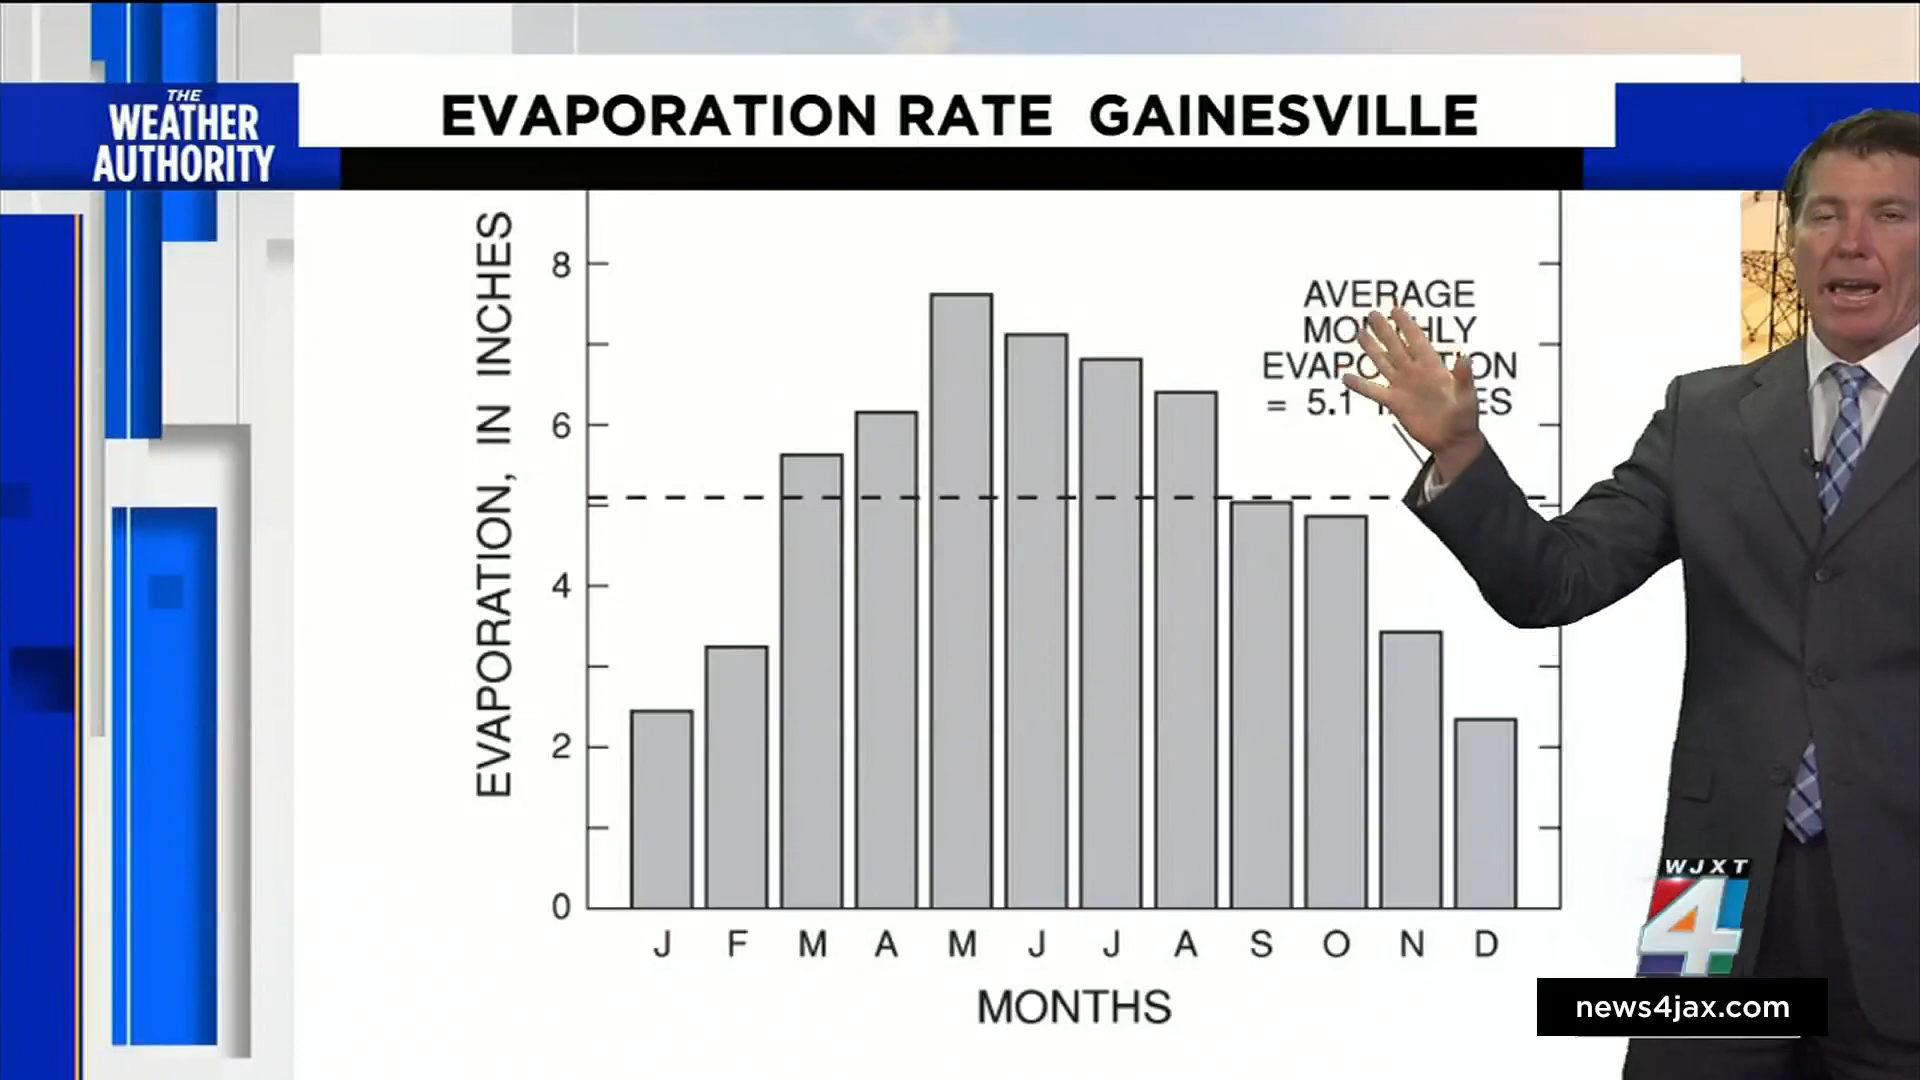 THE
WEATHER
AUTHORITY
EVAPORATION RATE GAINESVILLE
EVAPORATION, IN INCHES
8
6
4
2
0
AVERAGE
= 5.1
J F M A M J J A S O N D
MONTHS
WJXT
4
news4jax.com